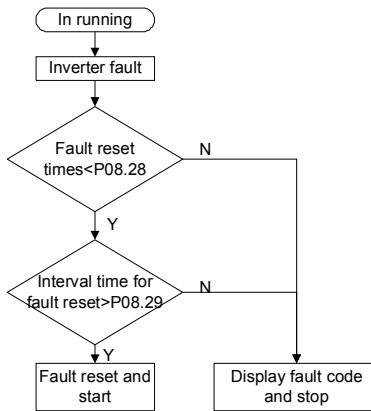 In running
Inverter fault
Fault reset
times<P08.28
N
Y
Interval time for
fault reset>P08.29
N
Y
Fault reset and
start
Display fault code
and stop